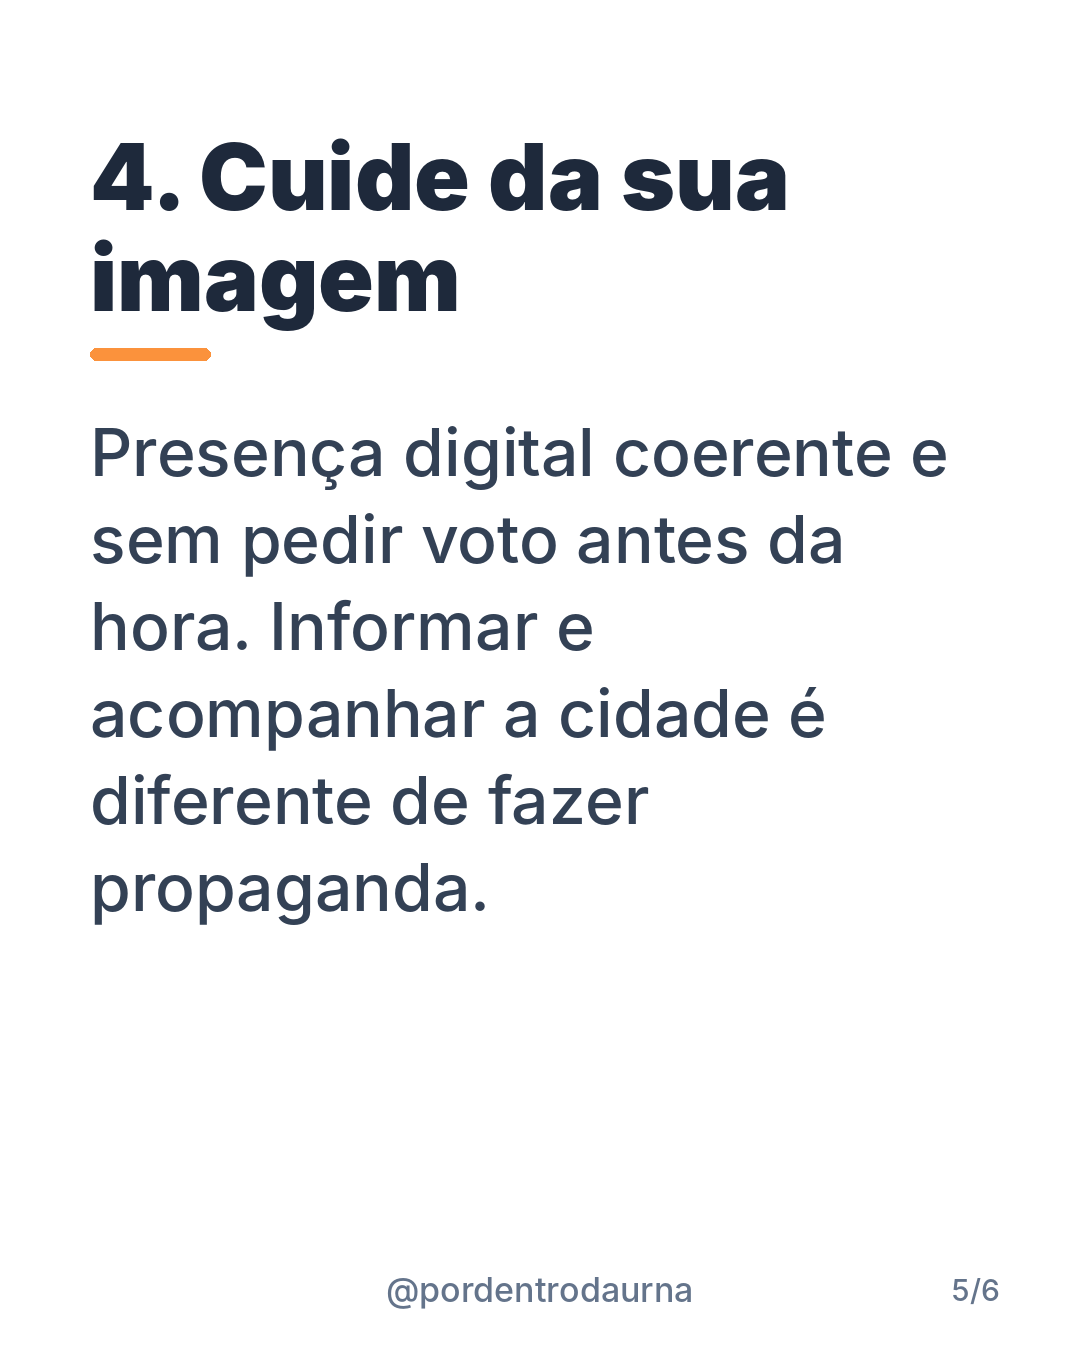 4. Cuide da sua
imagem
Presença digital coerente e
sem pedir voto antes da
hora. Informar e
acompanhar a cidade é
diferente de fazer
propaganda.
@pordentrodaurna
5/6